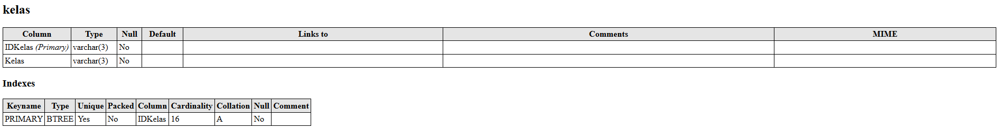 kelas
Column Type Null Default Links to Comments MIME
IDKelas (Primary) varchar(3) No
Kelas varchar(3) No
Indexes
Keyname Type Unique Packed Column Cardinality Collation Null Comment
PRIMARY BTREE Yes No IDKelas 16 A No